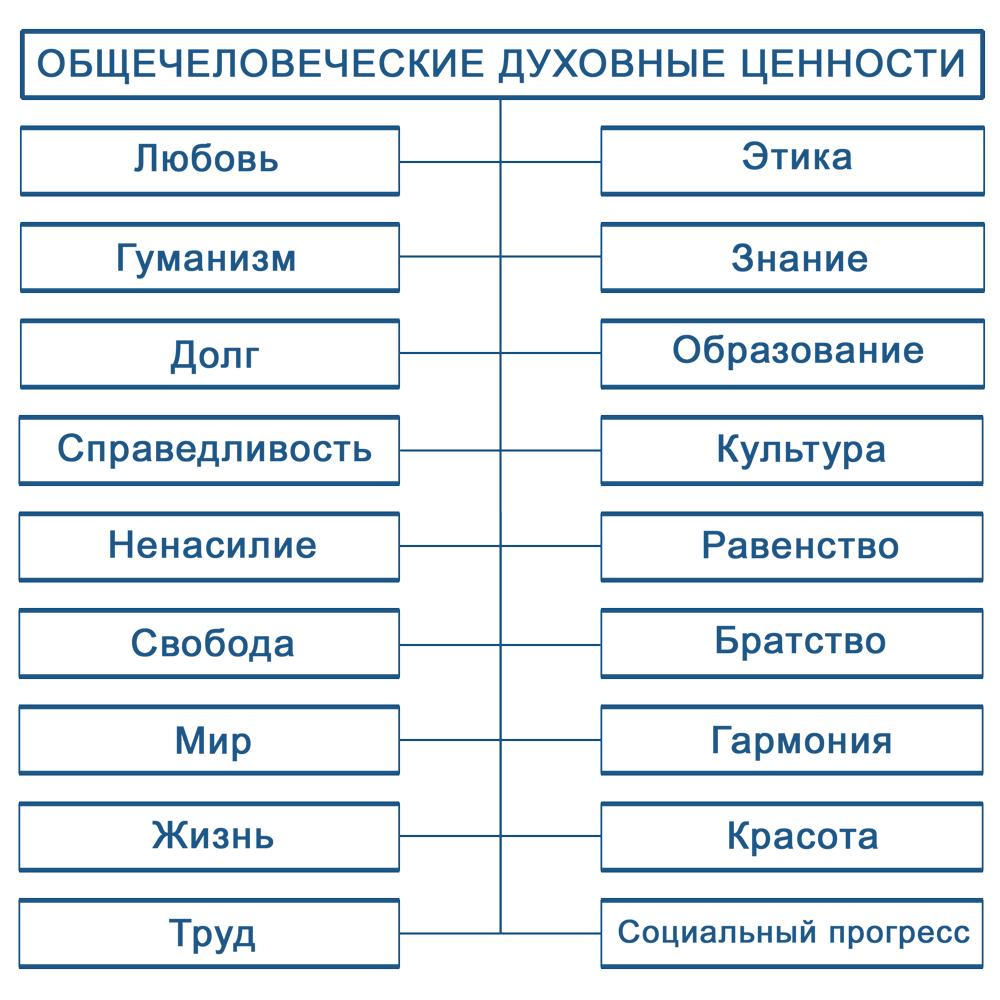 ОБЩЕЧЕЛОВЕЧЕСКИЕ ДУХОВНЫЕ ЦЕННОСТИ
Любовь
Этика
Гуманизм
Знание
Долг
Образование
Справедливость
Культура
Ненасилие
Равенство
Свобода
Братство
Мир
Гармония
Жизнь
Красота
Труд
Социальный прогресс